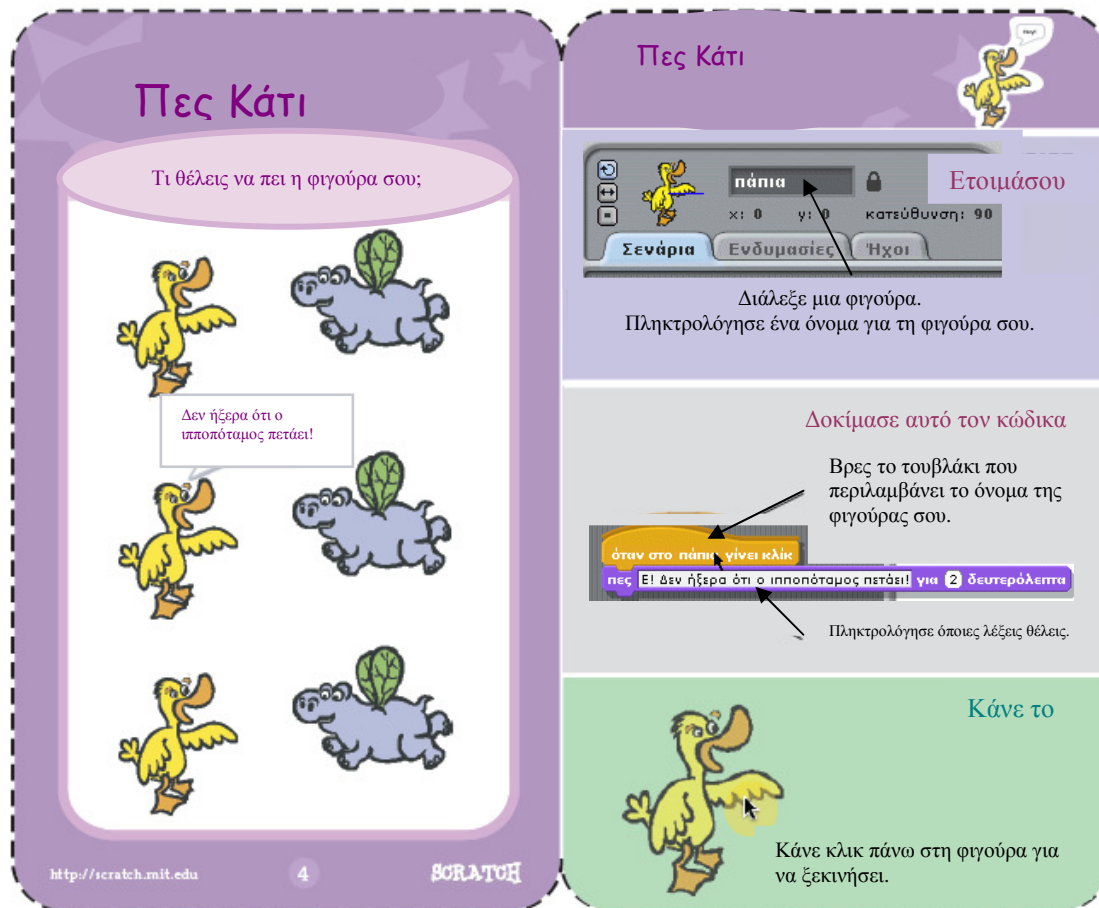 Πες Κάτι
Τι θέλεις να πει η φιγούρα σου;
Δεν ήξερα ότι ο
ιπποπόταμος πετάει!
http://scratch.mit.edu
4
SCRATCH
Πες Κάτι
Hey!
Ετοιμάσου
πάπια
x: 0 y: 0 κατεύθυνση: 90
Σενάρια Ενδυμασίες Ήχοι
Διάλεξε μια φιγούρα.
Πληκτρολόγησε ένα όνομα για τη φιγούρα σου.
Δοκίμασε αυτό τον κώδικα
Βρες το τουβλάκι που
περιλαμβάνει το όνομα της
φιγούρας σου.
όταν στο πάπια γίνει κλίκ
πες Ε! Δεν ήξερα ότι ο ιπποπόταμος πετάει! για 2 δευτερόλεπτα
Πληκτρολόγησε όποιες λέξεις θέλεις.
Κάνε το
Κάνε κλικ πάνω στη φιγούρα για
να ξεκινήσει.